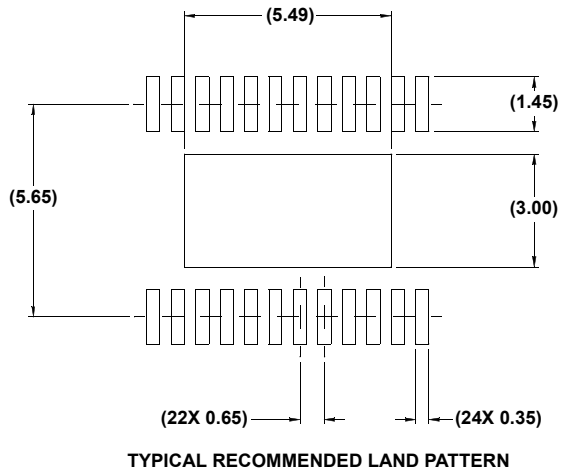 (5.49)
(1.45)
(5.65)
(3.00)
(22X 0.65)
(24X 0.35)
TYPICAL RECOMMENDED LAND PATTERN